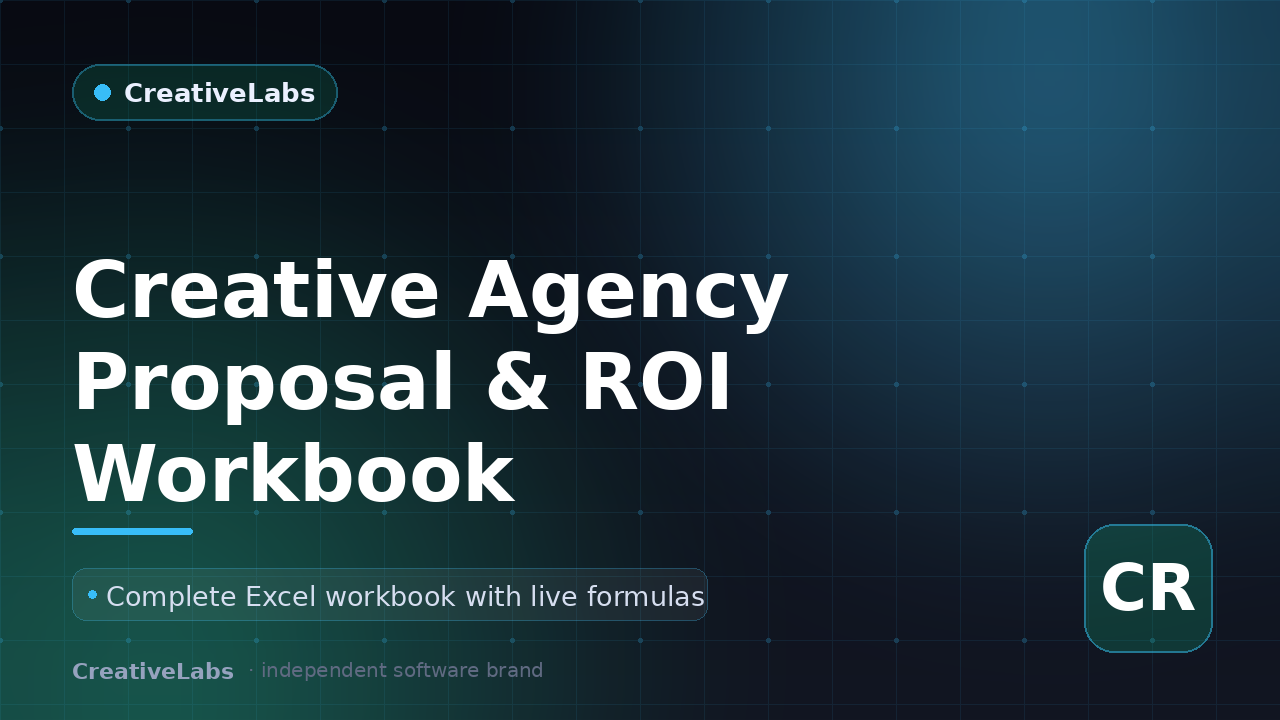 CreativeLabs
Creative Agency
Proposal & ROI
Workbook
Complete Excel workbook with live formulas
CreativeLabs · independent software brand
CR